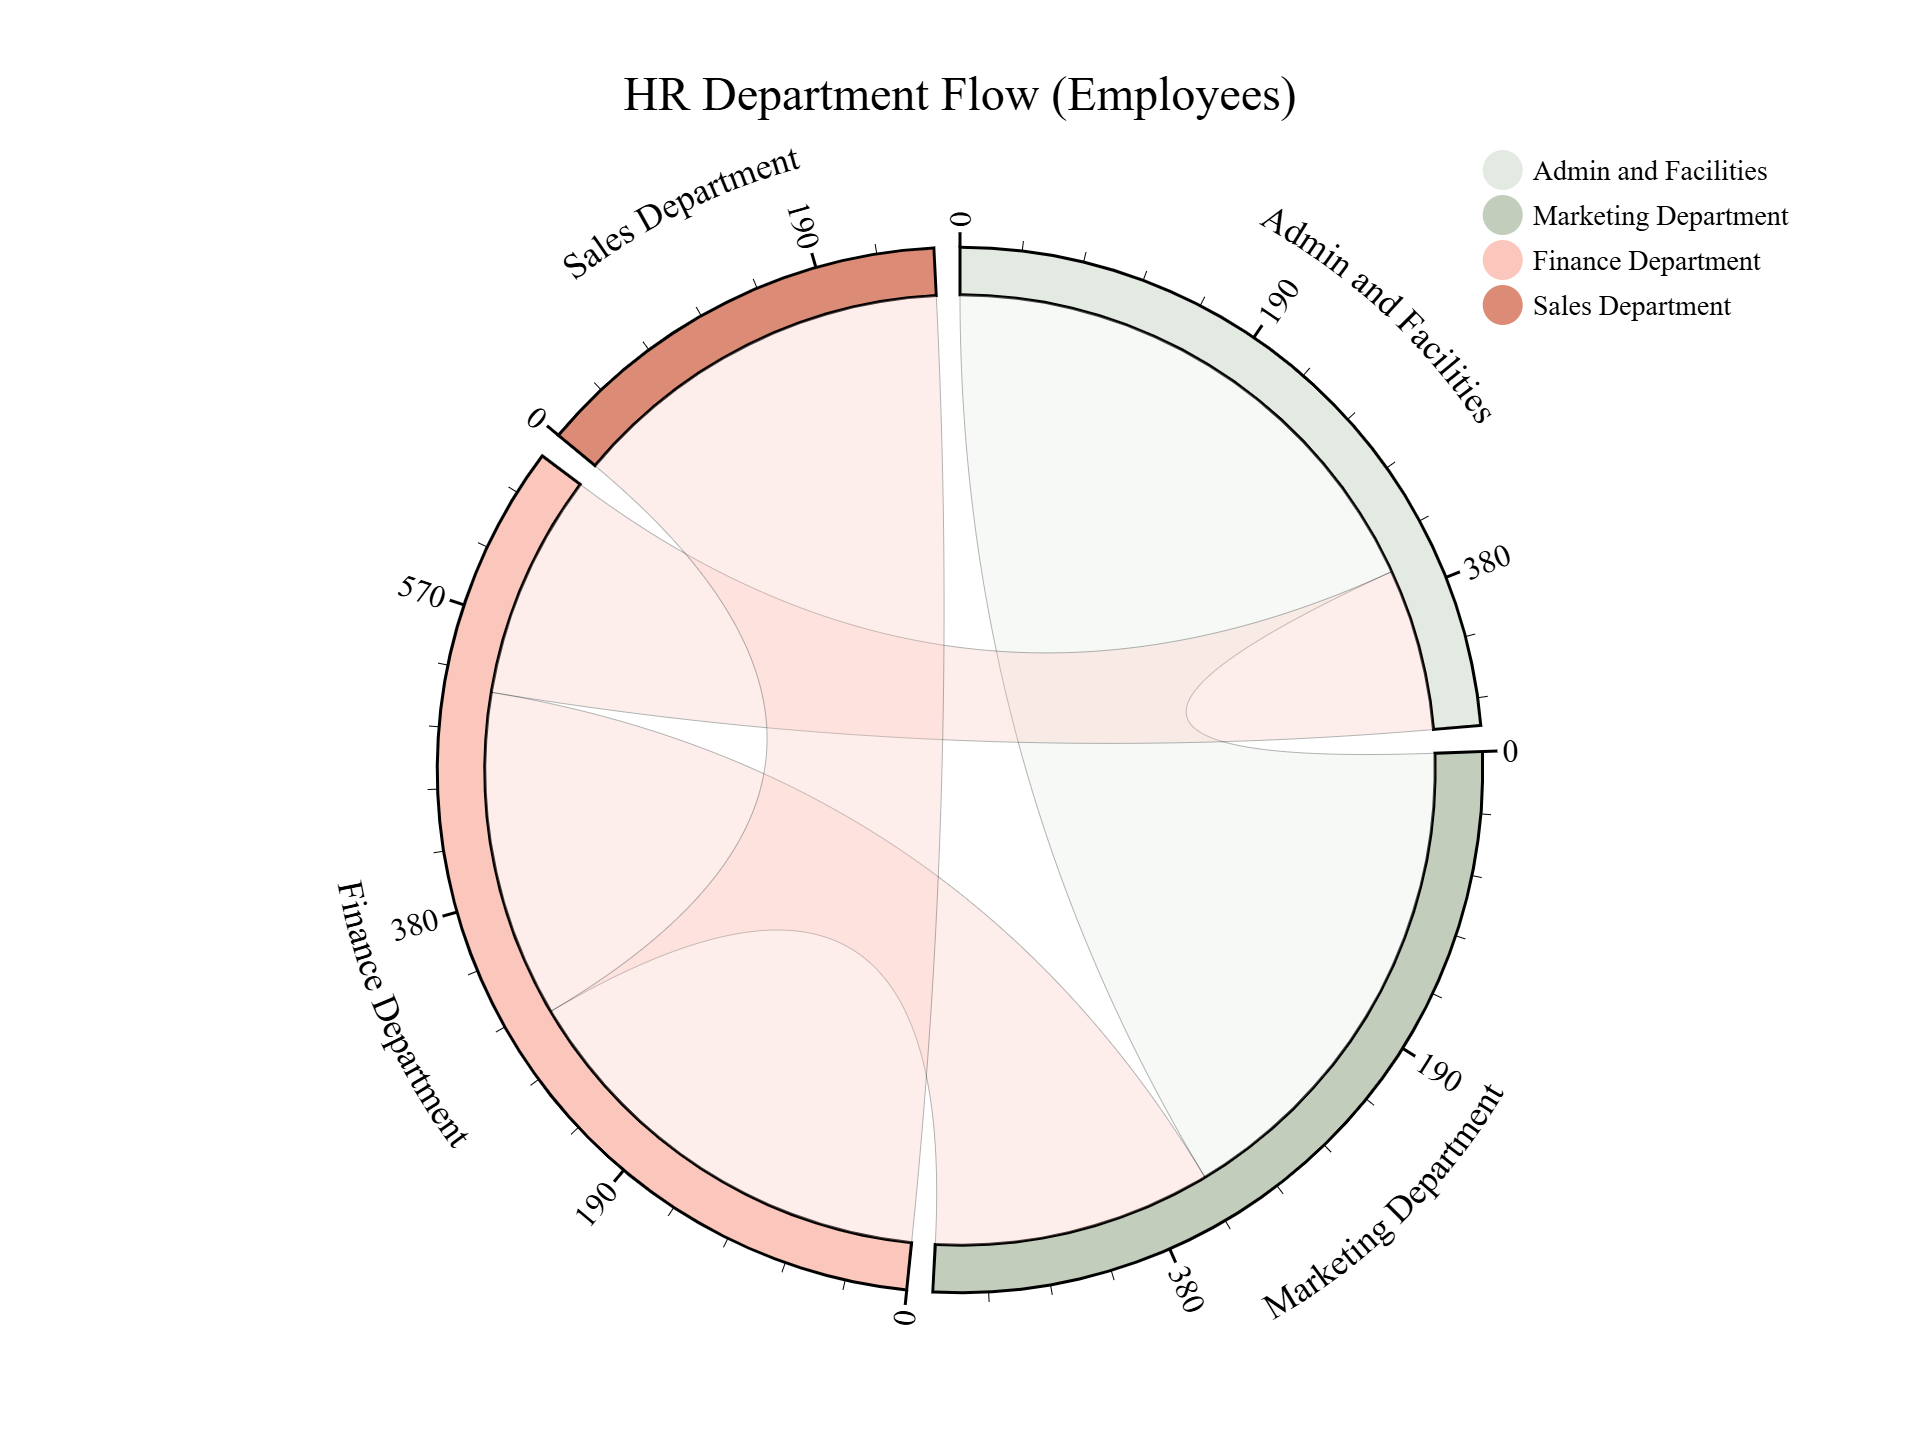 HR Department Flow (Employees)
Admin and Facilities
Marketing Department
Finance Department
Sales Department
0
190
380
Admin and Facilities
0
190
380
Marketing Department
0
190
380
570
Finance Department
0
190
Sales Department